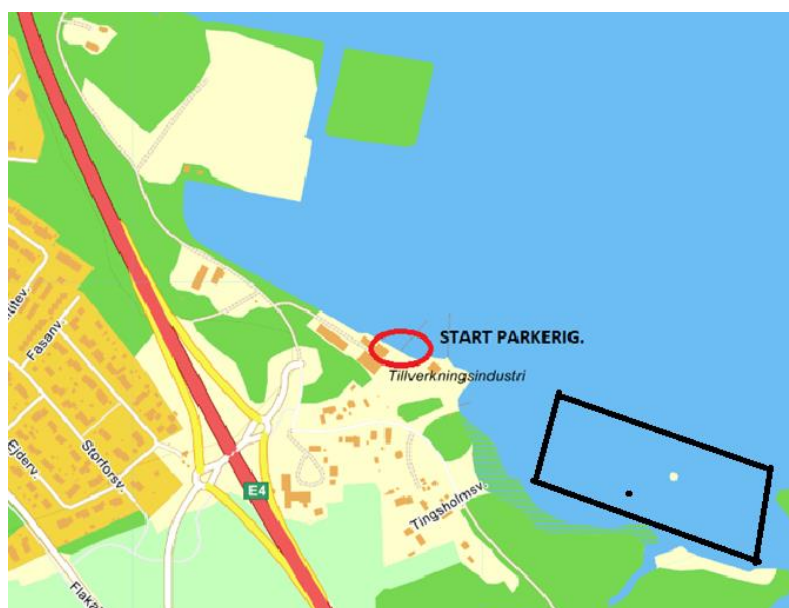 START PARKERIG.
Tillverkningsindustri
Fasanv.
Storforsv.
Ejderv.
E4
Tingsholmsv.